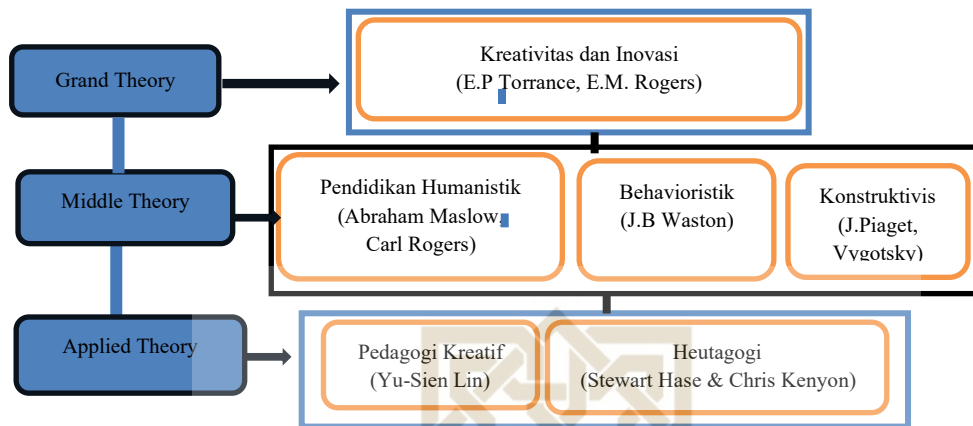 Grand Theory
Kreativitas dan Inovasi
(E.P Torrance, E.M. Rogers)
Middle Theory
Pendidikan Humanistik
(Abraham Maslow,
Carl Rogers)
Behavioristik
(J.B Waston)
Konstruktivis
(J.Piaget,
Vygotsky)
Applied Theory
Pedagogi Kreatif
(Yu-Sien Lin)
Heutagogi
(Stewart Hase & Chris Kenyon)